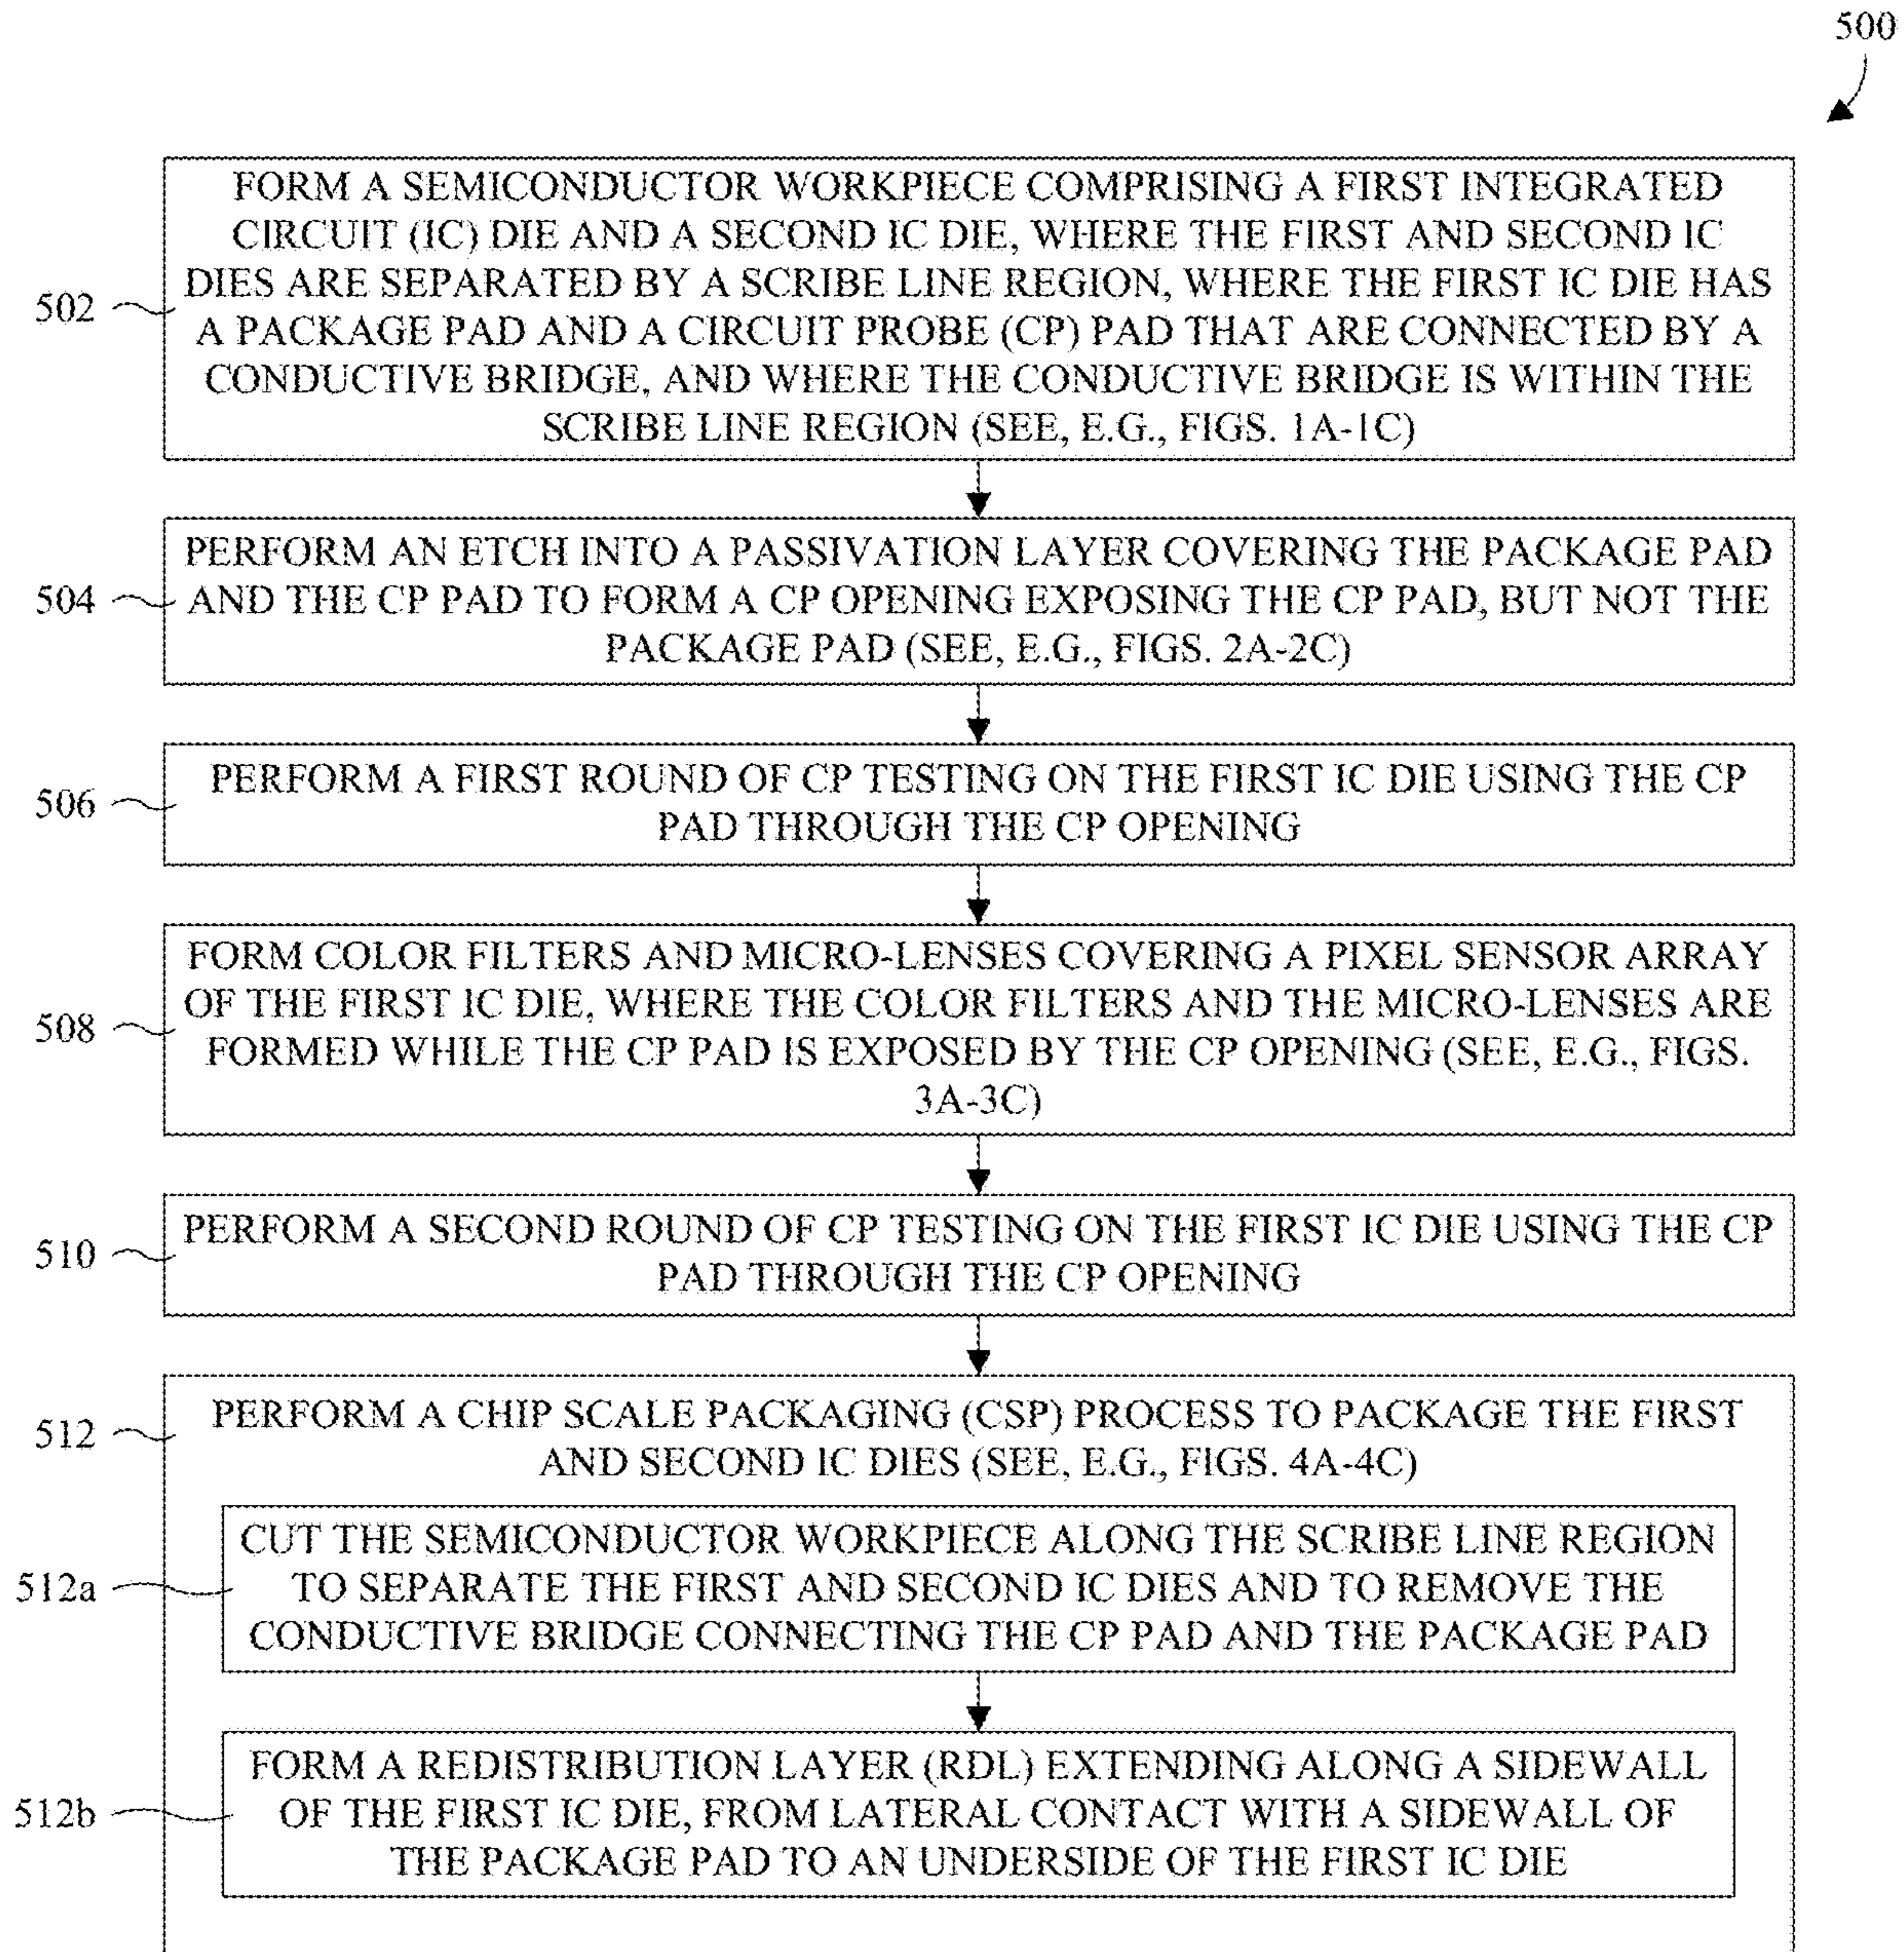 500
FORM A SEMICONDUCTOR WORKPIECE COMPRISING A FIRST INTEGRATED
CIRCUIT (IC) DIE AND A SECOND IC DIE, WHERE THE FIRST AND SECOND IC
DIES ARE SEPARATED BY A SCRIBE LINE REGION, WHERE THE FIRST IC DIE HAS
502
A PACKAGE PAD AND A CIRCUIT PROBE (CP) PAD THAT ARE CONNECTED BY A
CONDUCTIVE BRIDGE, AND WHERE THE CONDUCTIVE BRIDGE IS WITHIN THE
SCRIBE LINE REGION (SEE, E.G., FIGS. 1A-1C)
PERFORM AN ETCH INTO A PASSIVATION LAYER COVERING THE PACKAGE PAD
504
AND THE CP PAD TO FORM A CP OPENING EXPOSING THE CP PAD, BUT NOT THE
PACKAGE PAD (SEE, E.G., FIGS. 2A-2C)
506
PERFORM A FIRST ROUND OF CP TESTING ON THE FIRST IC DIE USING THE CP
PAD THROUGH THE CP OPENING
FORM COLOR FILTERS AND MICRO-LENSES COVERING A PIXEL SENSOR ARRAY
OF THE FIRST IC DIE, WHERE THE COLOR FILTERS AND THE MICRO-LENSES ARE
508
FORMED WHILE THE CP PAD IS EXPOSED BY THE CP OPENING (SEE, E.G., FIGS.
3A-3C)
510
PERFORM A SECOND ROUND OF CP TESTING ON THE FIRST IC DIE USING THE CP
PAD THROUGH THE CP OPENING
512
PERFORM A CHIP SCALE PACKAGING (CSP) PROCESS TO PACKAGE THE FIRST
AND SECOND IC DIES (SEE, E.G., FIGS. 4A-4C)
CUT THE SEMICONDUCTOR WORKPIECE ALONG THE SCRIBE LINE REGION
512a
TO SEPARATE THE FIRST AND SECOND IC DIES AND TO REMOVE THE
CONDUCTIVE BRIDGE CONNECTING THE CP PAD AND THE PACKAGE PAD
FORM A REDISTRIBUTION LAYER (RDL) EXTENDING ALONG A SIDEWALL
512b
OF THE FIRST IC DIE, FROM LATERAL CONTACT WITH A SIDEWALL OF
THE PACKAGE PAD TO AN UNDERSIDE OF THE FIRST IC DIE